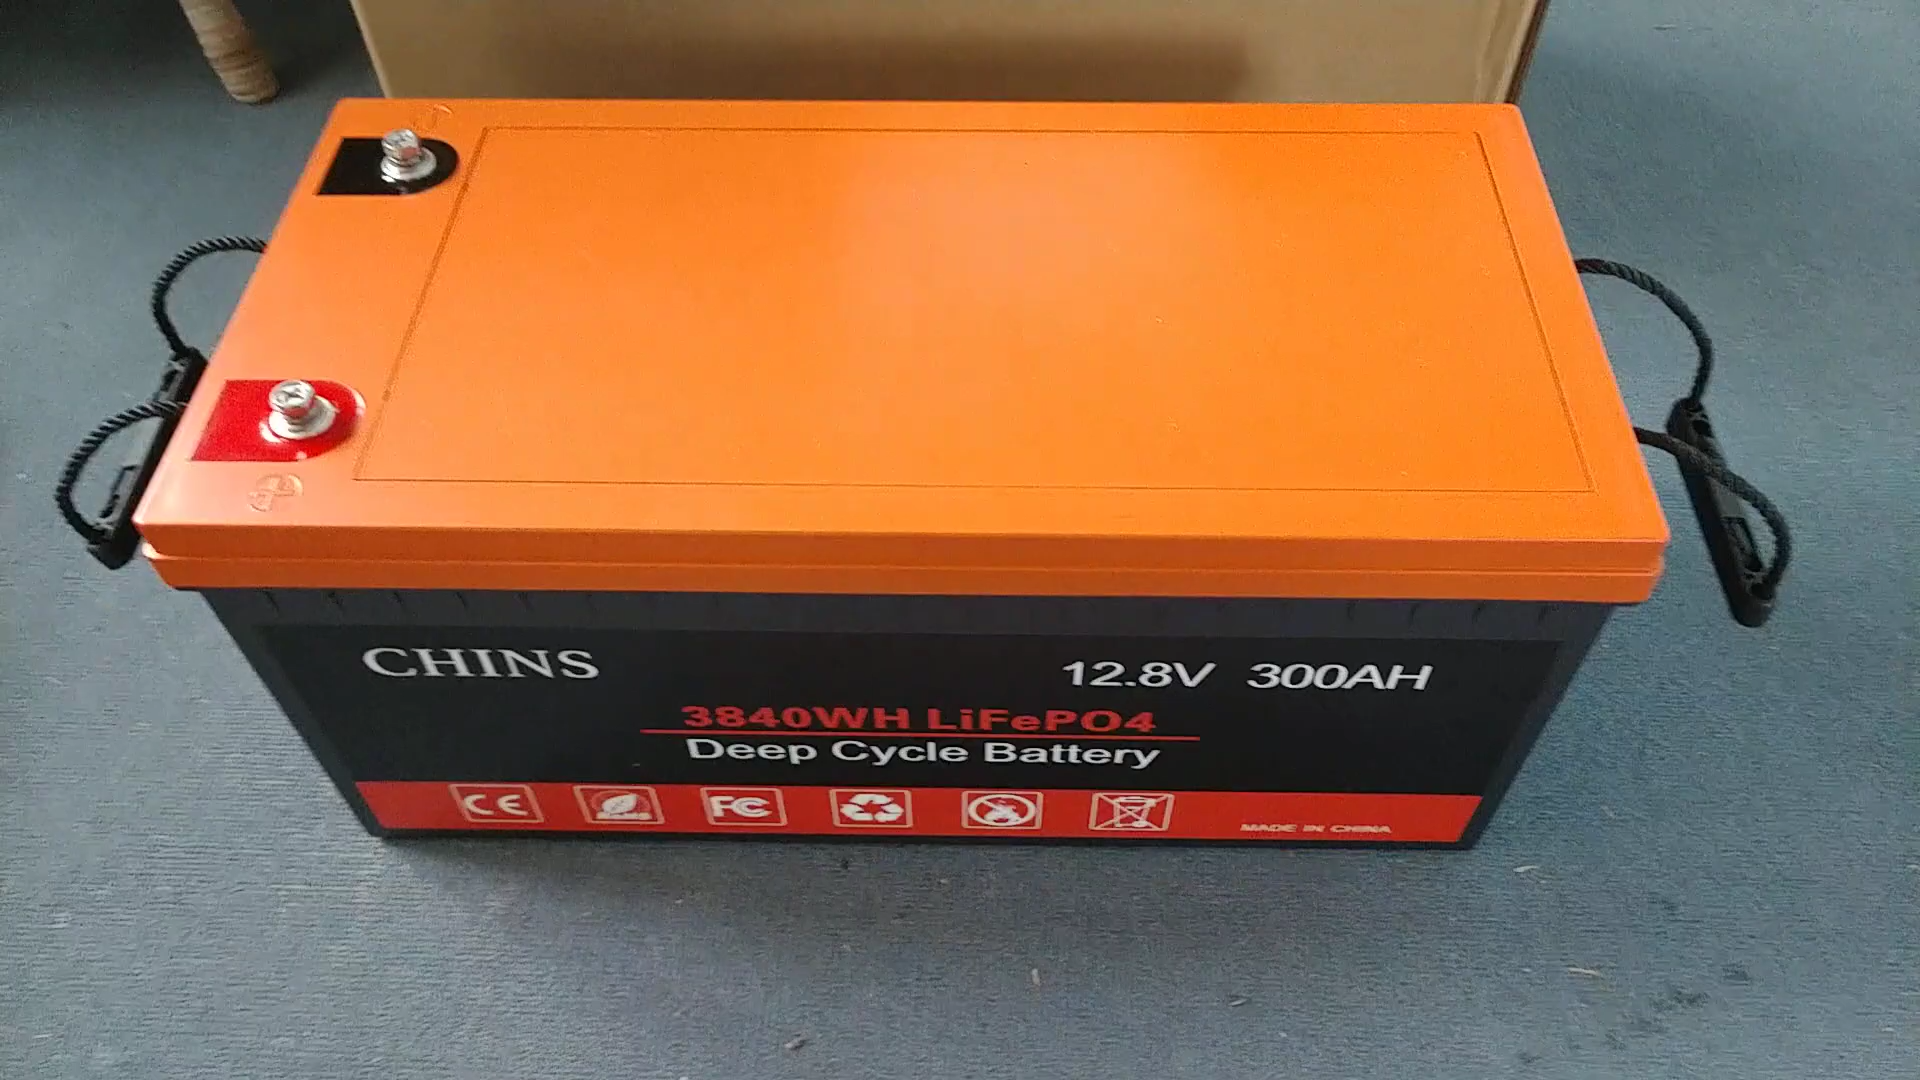 CHINS
12.8V 300AH
3840WH LiFePO4
Deep Cycle Battery
CE
FC
MADE IN CHINA